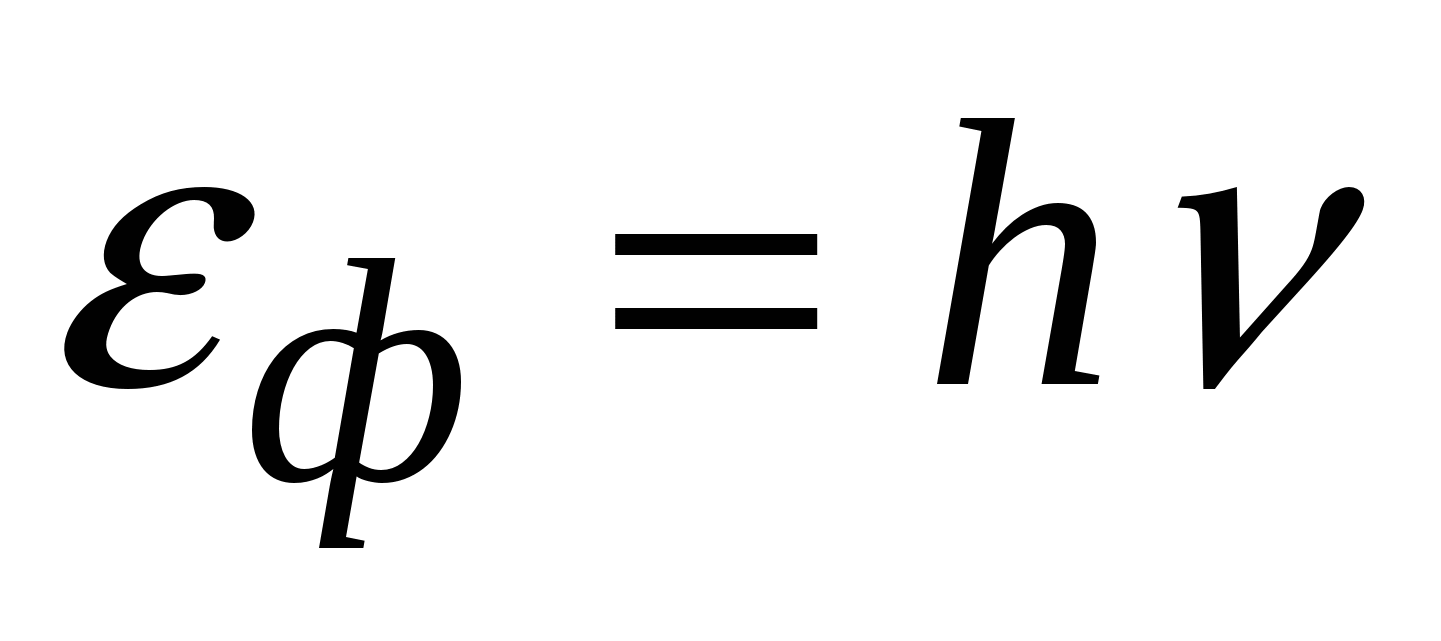 εф = hν